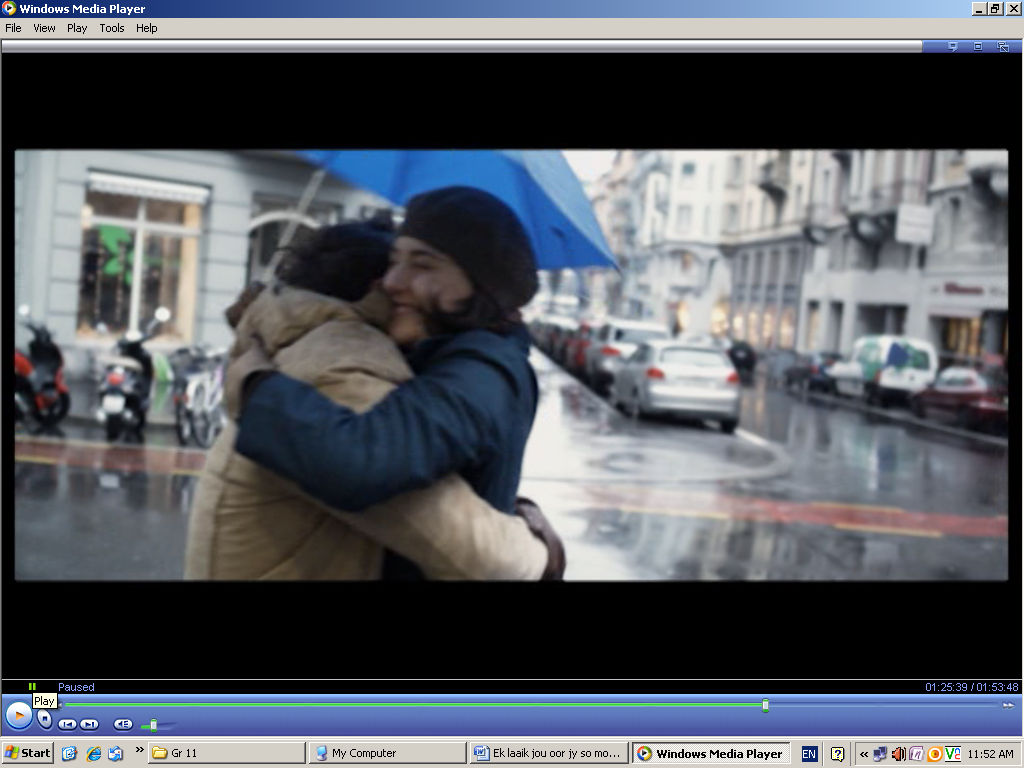 Windows Media Player
File View Play Tools Help
Paused 01:25:39 / 01:53:48
Play
Start Gr 11 My Computer Ek laaik jou oor jy so mo... Windows Media Player EN 11:52 AM